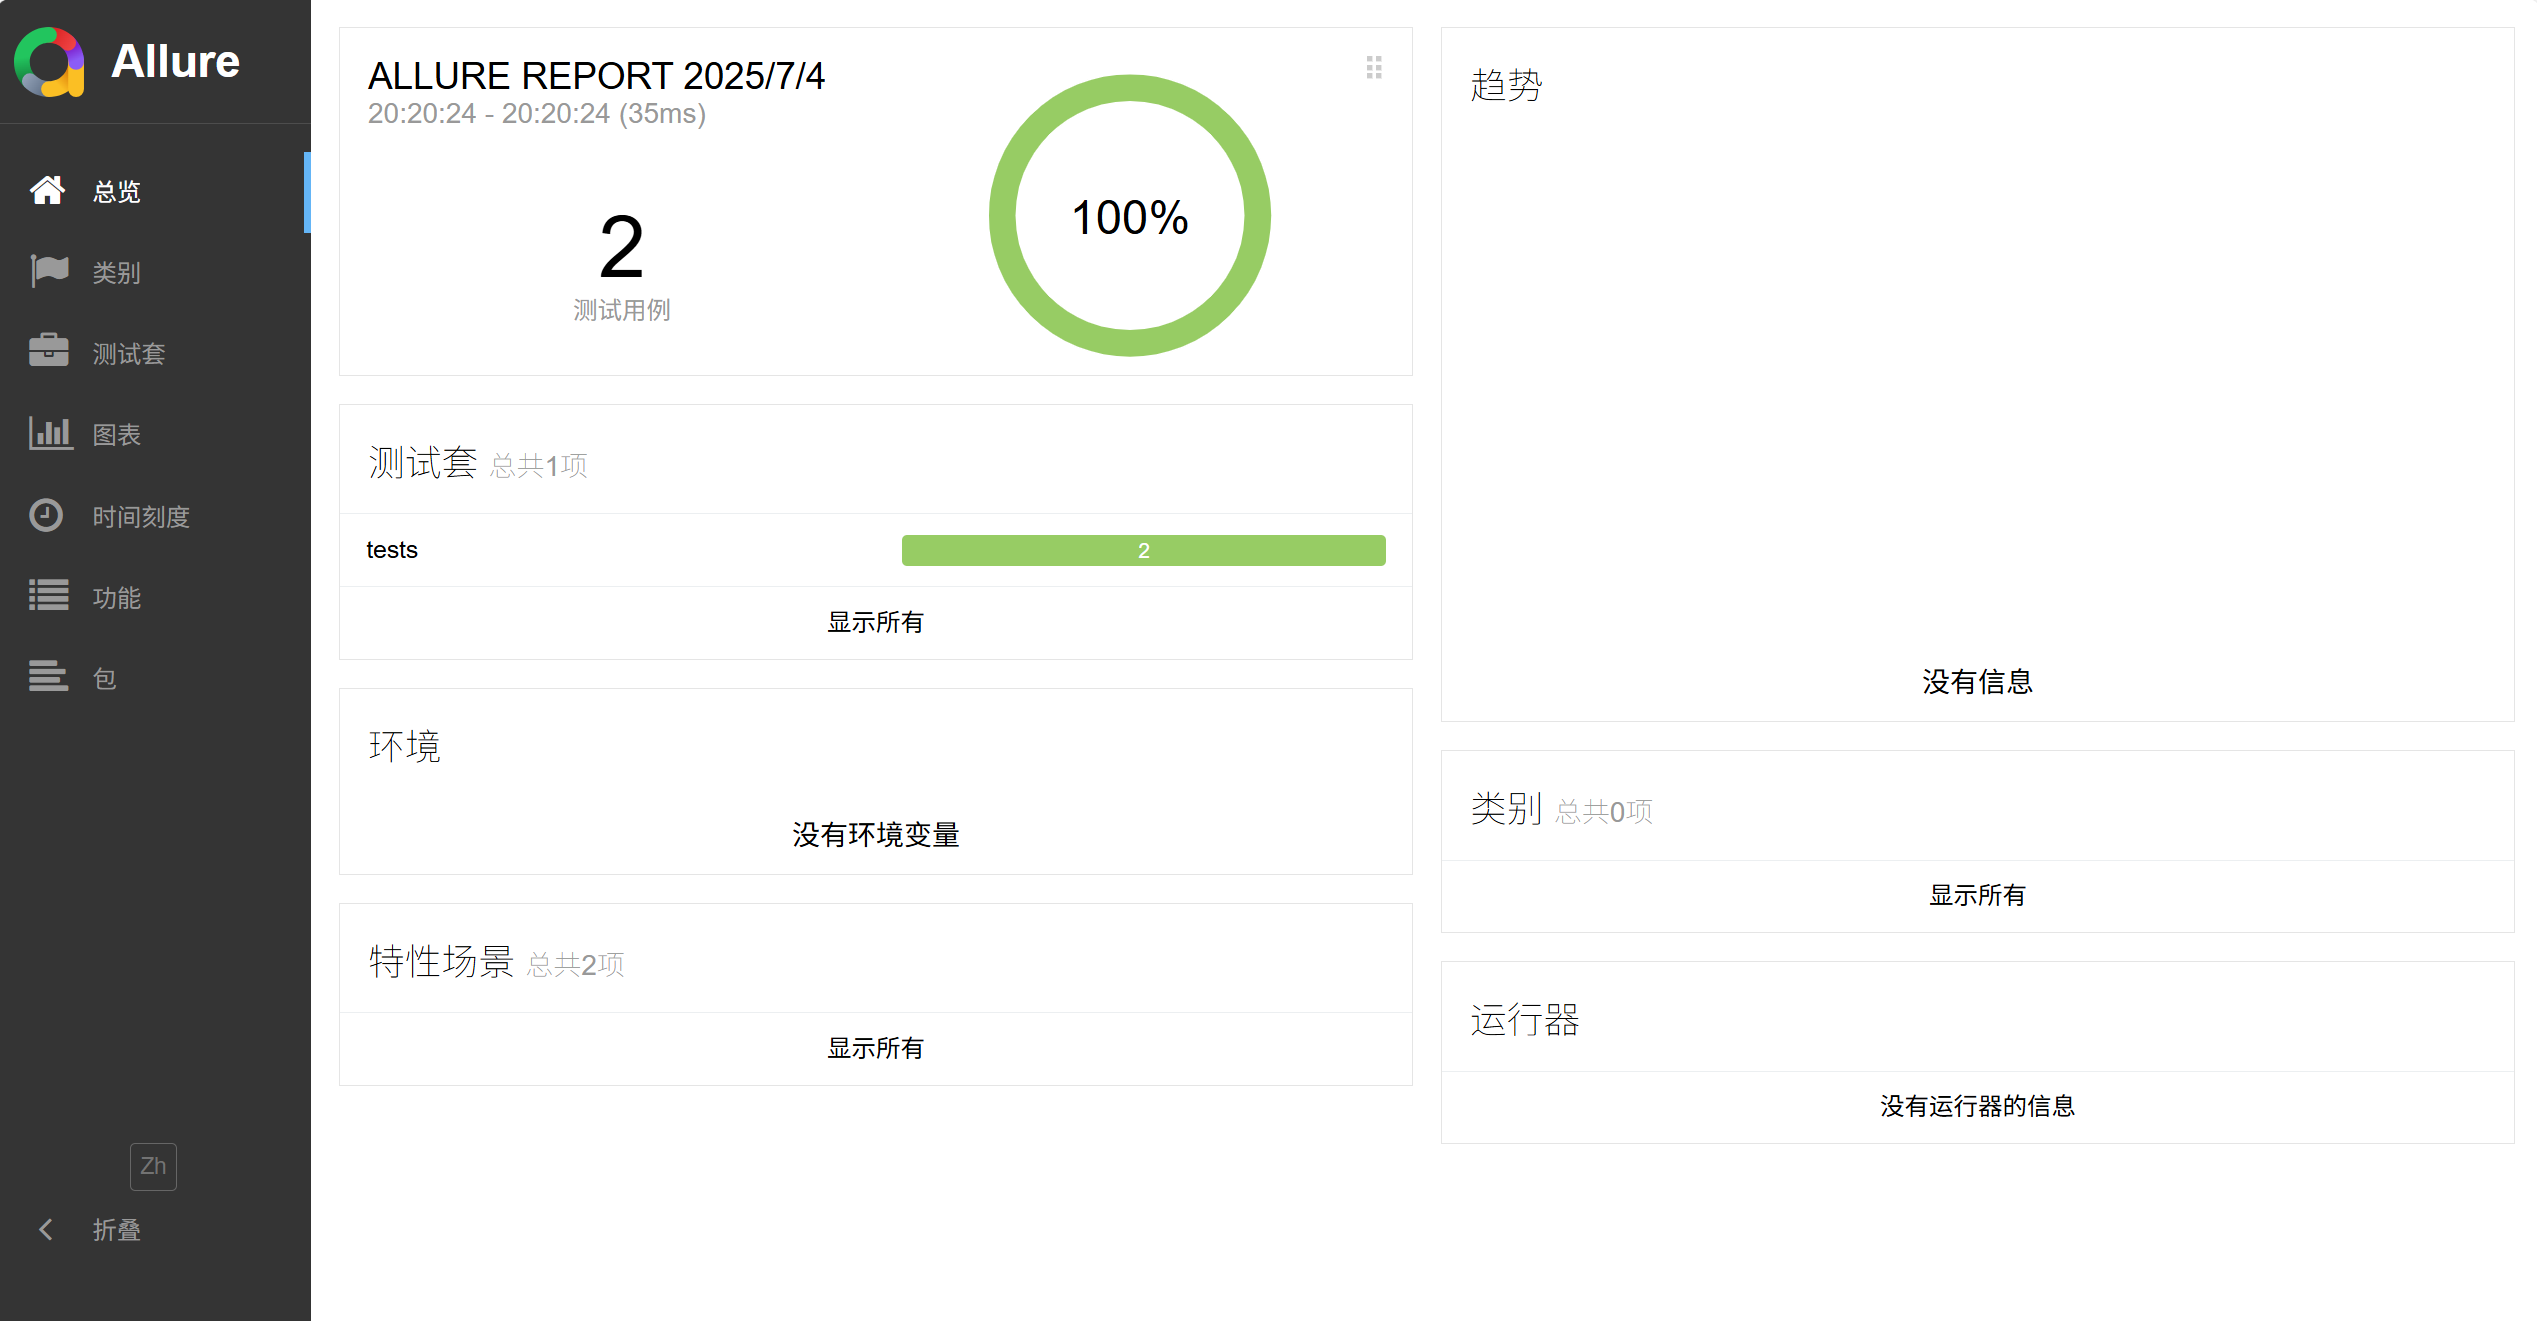 Allure
总览
类别
测试套
图表
时间刻度
功能
包
Zh
折叠
ALLURE REPORT 2025/7/4
20:20:24 - 20:20:24 (35ms)
2
测试用例
100%
测试套 总共1项
tests 2
显示所有
环境
没有环境变量
特性场景 总共2项
显示所有
趋势
没有信息
类别 总共0项
显示所有
运行器
没有运行器的信息